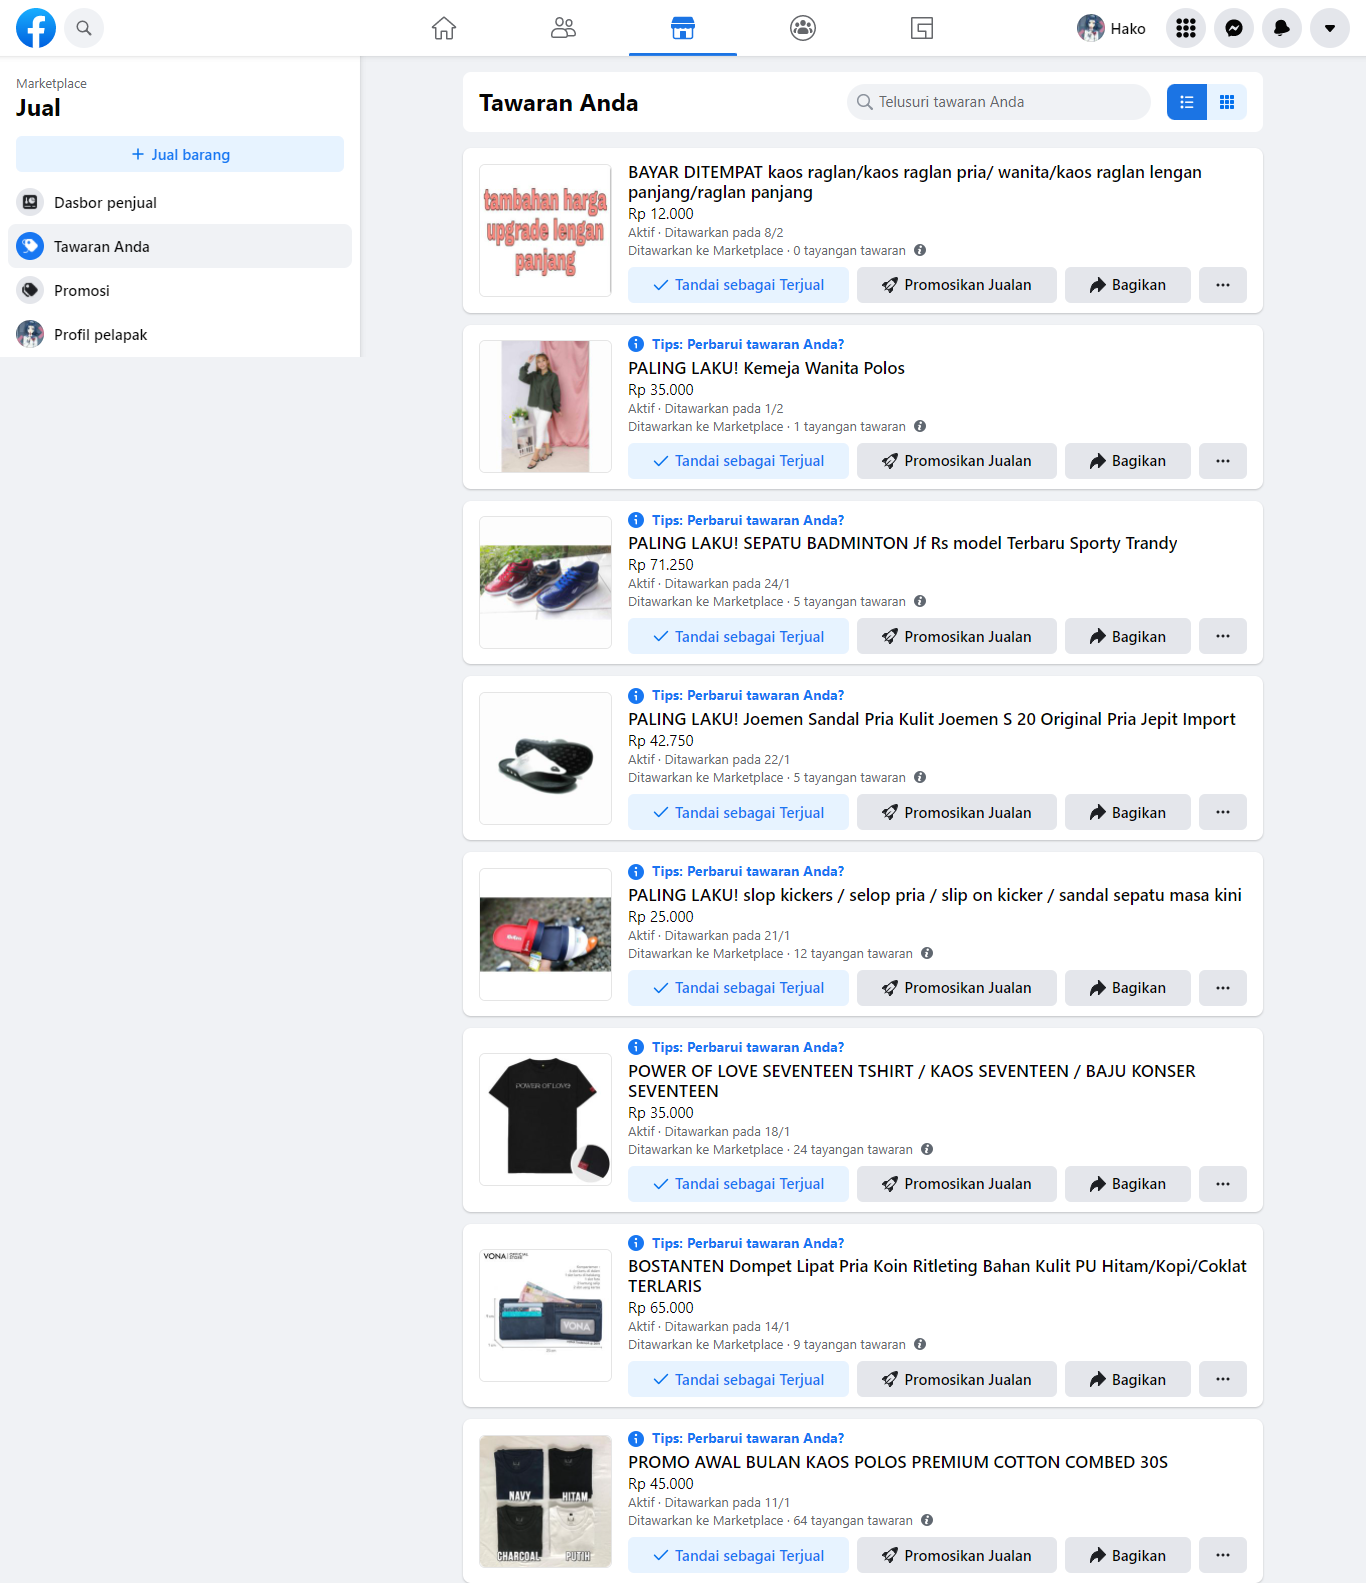 Hako
Marketplace
Jual
Jual barang
Dasbor penjual
Tawaran Anda
Promosi
Profil pelapak
Tawaran Anda
Telusuri tawaran Anda
tambahan harga
upgrade lengan
panjang
BAYAR DITEMPAT kaos raglan/kaos raglan pria/ wanita/kaos raglan lengan
panjang/raglan panjang
Rp 12.000
Aktif · Ditawarkan pada 8/2
Ditawarkan ke Marketplace · 0 tayangan tawaran
Tandai sebagai Terjual Promosikan Jualan Bagikan
Tips: Perbarui tawaran Anda?
PALING LAKU! Kemeja Wanita Polos
Rp 35.000
Aktif · Ditawarkan pada 1/2
Ditawarkan ke Marketplace · 1 tayangan tawaran
Tandai sebagai Terjual Promosikan Jualan Bagikan
Tips: Perbarui tawaran Anda?
PALING LAKU! SEPATU BADMINTON Jf Rs model Terbaru Sporty Trandy
Rp 71.250
Aktif · Ditawarkan pada 24/1
Ditawarkan ke Marketplace · 5 tayangan tawaran
Tandai sebagai Terjual Promosikan Jualan Bagikan
Tips: Perbarui tawaran Anda?
PALING LAKU! Joemen Sandal Pria Kulit Joemen S 20 Original Pria Jepit Import
Rp 42.750
Aktif · Ditawarkan pada 22/1
Ditawarkan ke Marketplace · 5 tayangan tawaran
Tandai sebagai Terjual Promosikan Jualan Bagikan
Tips: Perbarui tawaran Anda?
PALING LAKU! slop kickers / selop pria / slip on kicker / sandal sepatu masa kini
Rp 25.000
Aktif · Ditawarkan pada 21/1
Ditawarkan ke Marketplace · 12 tayangan tawaran
Tandai sebagai Terjual Promosikan Jualan Bagikan
POWER OF LOVE
Tips: Perbarui tawaran Anda?
POWER OF LOVE SEVENTEEN TSHIRT / KAOS SEVENTEEN / BAJU KONSER
SEVENTEEN
Rp 35.000
Aktif · Ditawarkan pada 18/1
Ditawarkan ke Marketplace · 24 tayangan tawaran
Tandai sebagai Terjual Promosikan Jualan Bagikan
VONA
VONA
Tips: Perbarui tawaran Anda?
BOSTANTEN Dompet Lipat Pria Koin Ritleting Bahan Kulit PU Hitam/Kopi/Coklat
TERLARIS
Rp 65.000
Aktif · Ditawarkan pada 14/1
Ditawarkan ke Marketplace · 9 tayangan tawaran
Tandai sebagai Terjual Promosikan Jualan Bagikan
NAVY HITAM
CHARCOAL PUTIH
Tips: Perbarui tawaran Anda?
PROMO AWAL BULAN KAOS POLOS PREMIUM COTTON COMBED 30S
Rp 45.000
Aktif · Ditawarkan pada 11/1
Ditawarkan ke Marketplace · 64 tayangan tawaran
Tandai sebagai Terjual Promosikan Jualan Bagikan